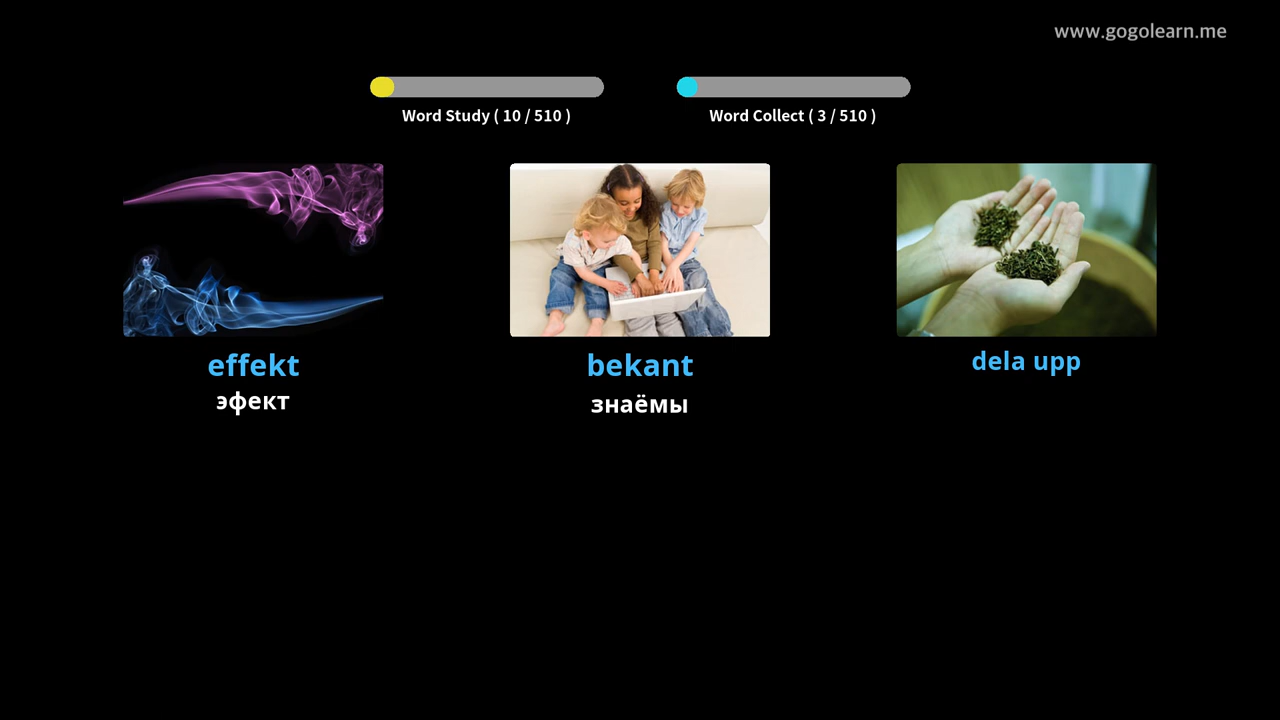 www.gogolearn.me
Word Study ( 10 / 510 )
Word Collect ( 3 / 510 )
effekt
эфект
bekant
знаёмы
dela upp